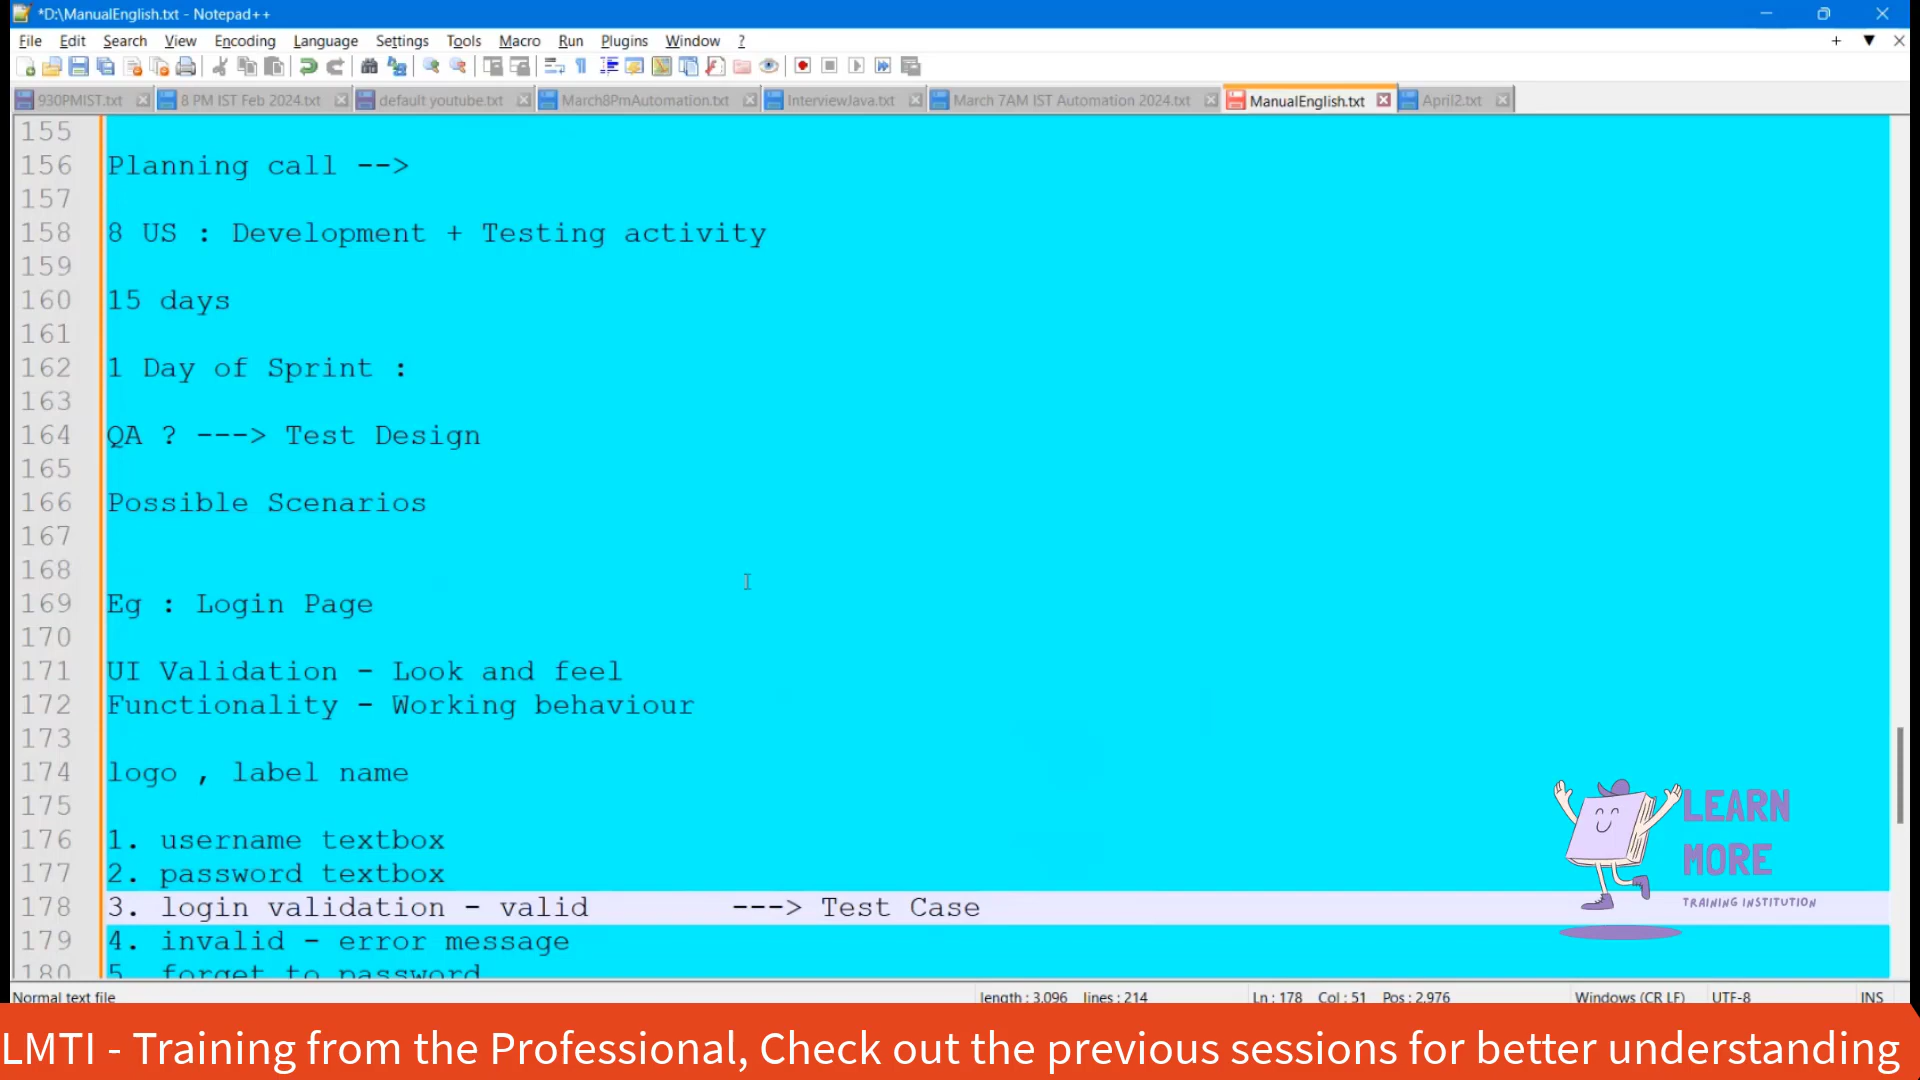 *D:\ManualEnglish.txt - Notepad++
File Edit Search View Encoding Language Settings Tools Macro Run Plugins Window ?
930PMIST.txt 8 PM IST Feb 2024.txt default youtube.txt March8PmAutomation.txt InterviewJava.txt March 7AM IST Automation 2024.txt ManualEnglish.txt April2.txt
155
156 Planning call -->
157
158 8 US : Development + Testing activity
159
160 15 days
161
162 1 Day of Sprint :
163
164 QA ? ---> Test Design
165
166 Possible Scenarios
167
168
169 Eg : Login Page
170
171 UI Validation - Look and feel
172 Functionality - Working behaviour
173
174 logo , label name
175
176 1. username textbox
177 2. password textbox
178 3. login validation - valid ---> Test Case
179 4. invalid - error message
180 5. forget to password
LEARN
MORE
TRAINING INSTITUTION
Normal text file length : 3,096 lines : 214 Ln : 178 Col : 51 Pos : 2,976 Windows (CR LF) UTF-8 INS
LMTI - Training from the Professional, Check out the previous sessions for better understanding